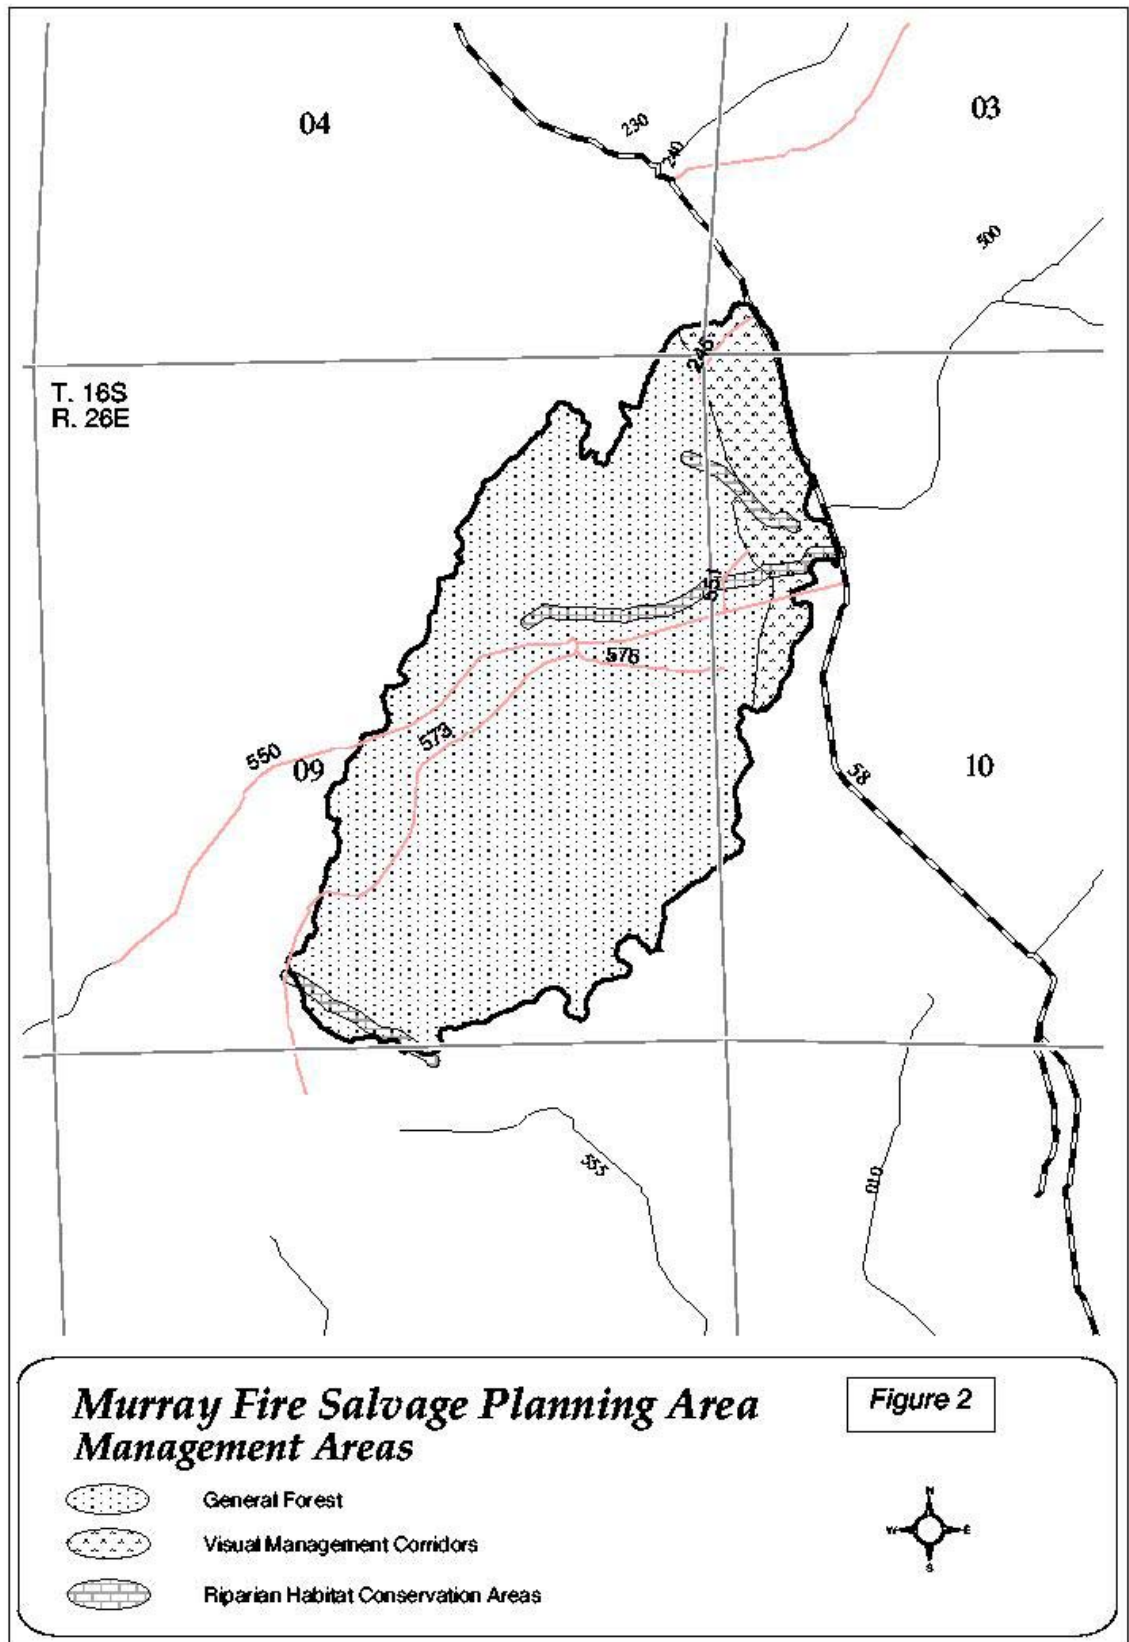 04
03
230
240
500
245
T. 16S
R. 26E
551
576
573
550
09
10
58
555
010
Murray Fire Salvage Planning Area
Management Areas
Figure 2
General Forest
Visual Management Corridors
Riparian Habitat Conservation Areas
N
W
E
S